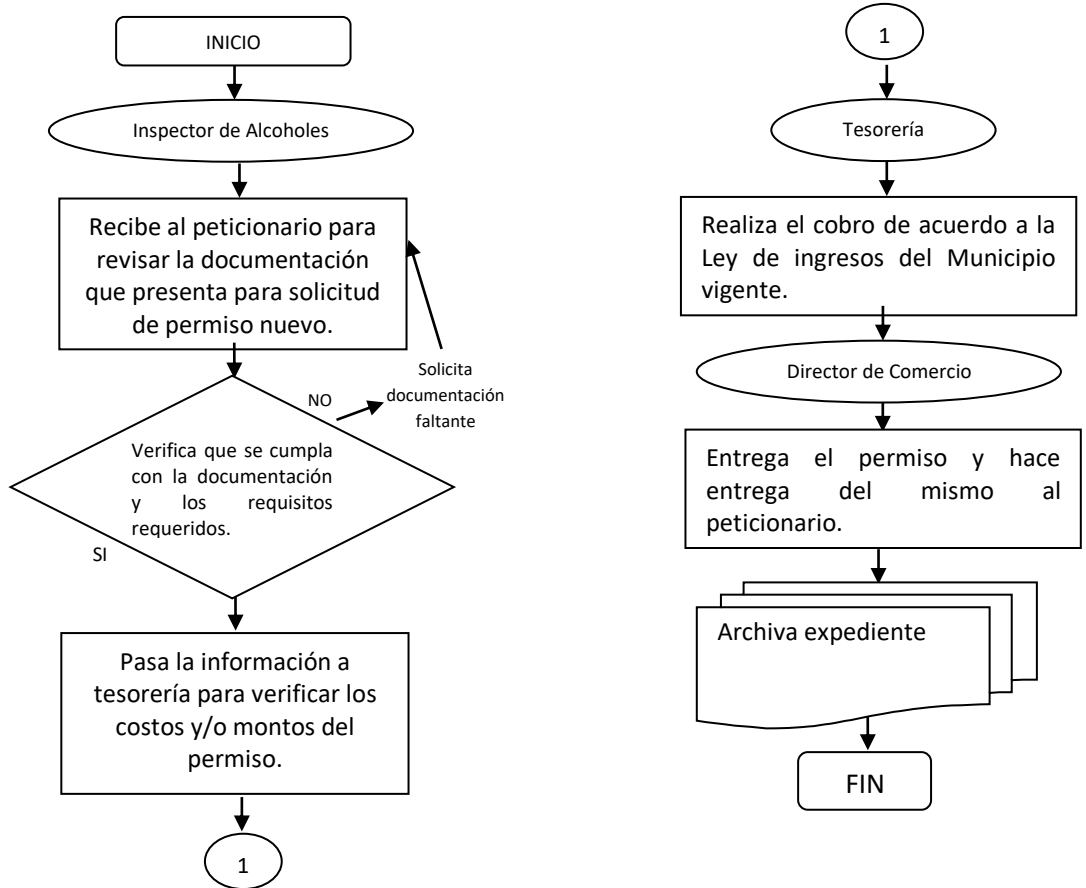 INICIO
Inspector de Alcoholes
Recibe al peticionario para
revisar la documentación
que presenta para solicitud
de permiso nuevo.
Solicita
documentación
faltante
NO
Verifica que se cumpla
con la documentación
y los requisitos
requeridos.
SI
Pasa la información a
tesorería para verificar los
costos y/o montos del
permiso.
1
1
Tesorería
Realiza el cobro de acuerdo a la
Ley de ingresos del Municipio
vigente.
Director de Comercio
Entrega el permiso y hace
entrega del mismo al
peticionario.
Archiva expediente
FIN